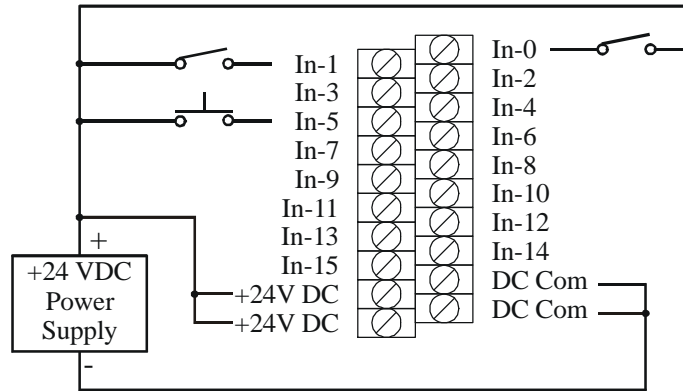 In-1
In-3
In-5
In-7
In-9
In-11
In-13
In-15
+24V DC
+24V DC
In-0
In-2
In-4
In-6
In-8
In-10
In-12
In-14
DC Com
DC Com
+
+24 VDC
Power
Supply
-